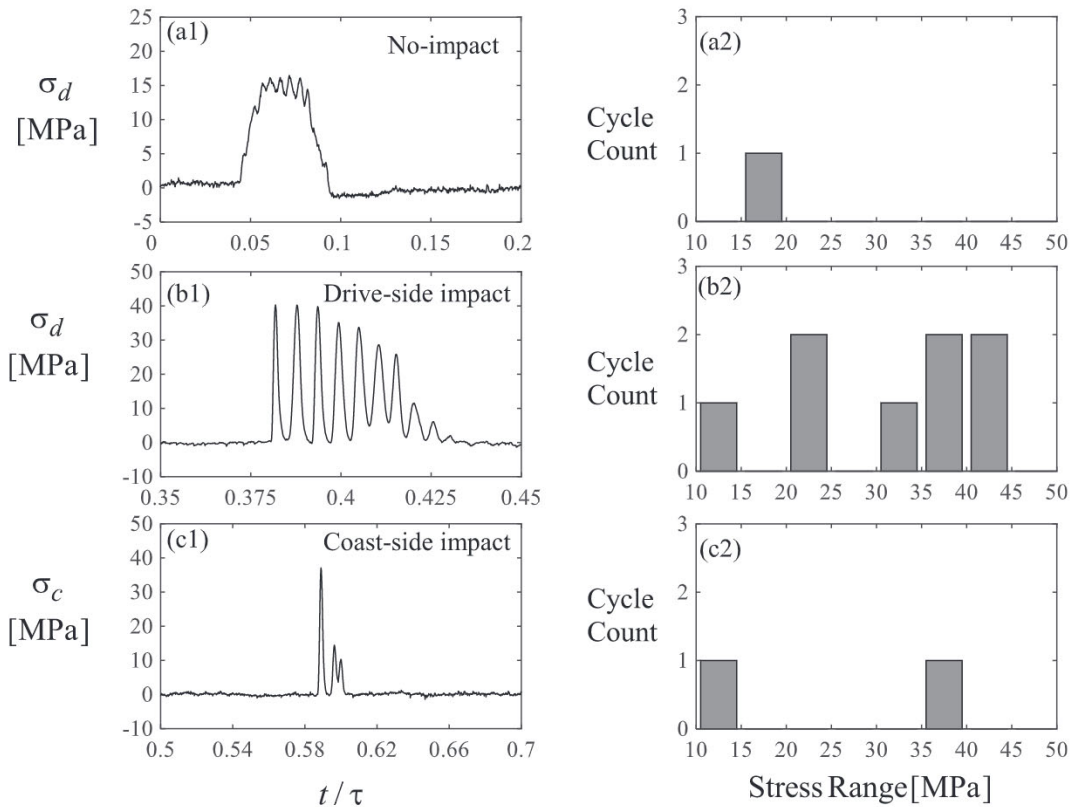 (a1) No-impact
σd
[MPa]
25
20
15
10
5
0
-5
0 0.05 0.1 0.15 0.2
(a2)
Cycle
Count
3
2
1
0
10 15 20 25 30 35 40 45 50
(b1) Drive-side impact
σd
[MPa]
50
40
30
20
10
0
-10
0.35 0.375 0.4 0.425 0.45
(b2)
Cycle
Count
3
2
1
0
10 15 20 25 30 35 40 45 50
(c1) Coast-side impact
σc
[MPa]
50
40
30
20
10
0
-10
0.5 0.54 0.58 0.62 0.66 0.7
t/τ
(c2)
Cycle
Count
3
2
1
0
10 15 20 25 30 35 40 45 50
Stress Range [MPa]